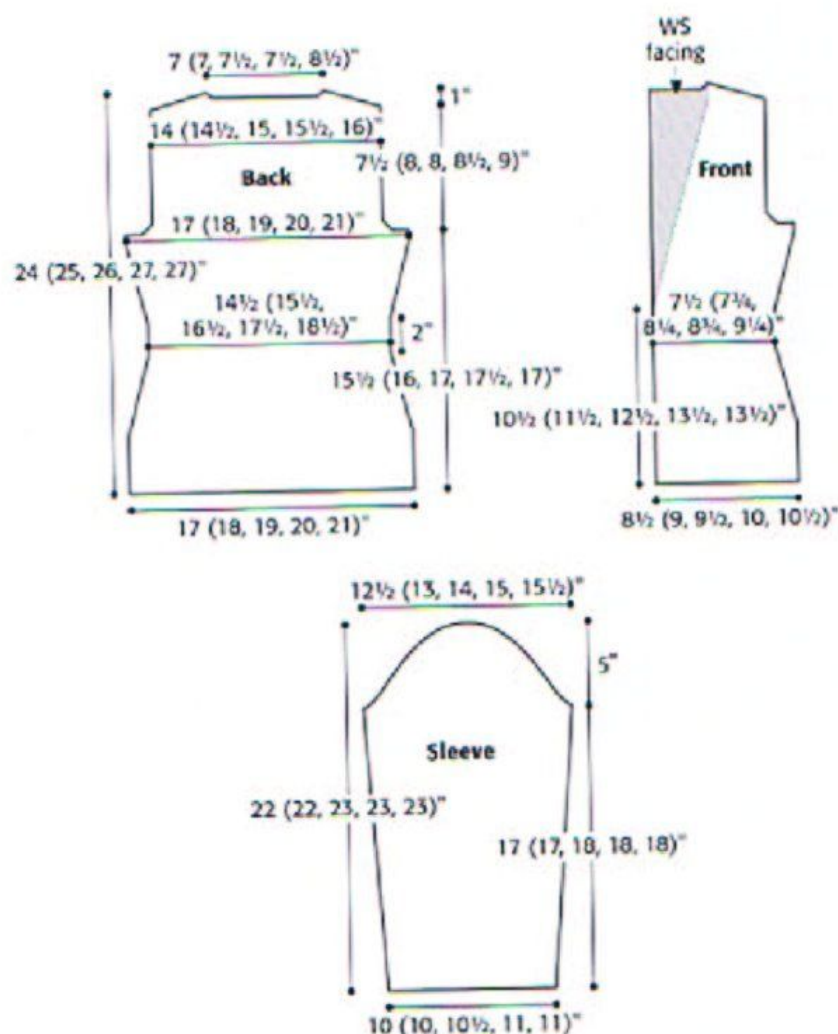 7 (7, 7½, 7½, 8½)"
1"
14 (14½, 15, 15½, 16)"
7½ (8, 8, 8½, 9)"
Back
17 (18, 19, 20, 21)"
24 (25, 26, 27, 27)"
14½ (15½,
16½, 17½, 18½)"
2"
15½ (16, 17, 17½, 17)"
17 (18, 19, 20, 21)"
WS
facing
Front
7½ (7¾,
8¼, 8¾, 9¼)"
10½ (11½, 12½, 13½, 13½)"
8½ (9, 9½, 10, 10½)"
12½ (13, 14, 15, 15½)"
5"
Sleeve
22 (22, 23, 23, 23)"
17 (17, 18, 18, 18)"
10 (10, 10½, 11, 11)"